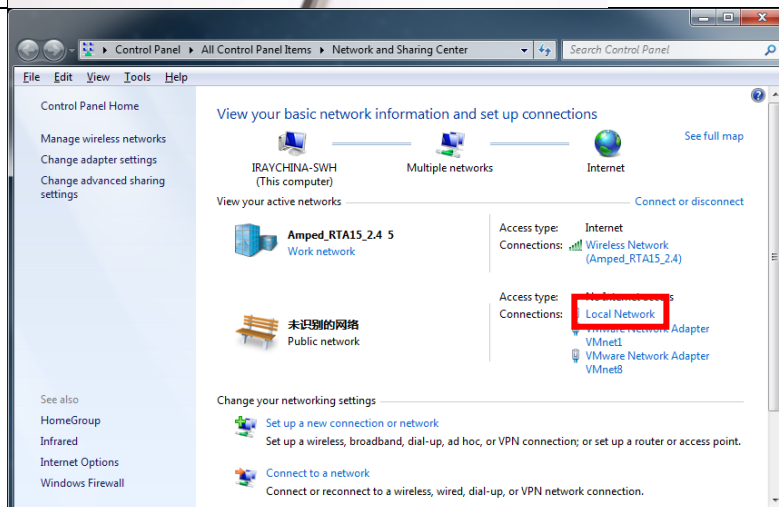 Control Panel ▸ All Control Panel Items ▸ Network and Sharing Center
Search Control Panel
File Edit View Tools Help
Control Panel Home
Manage wireless networks
Change adapter settings
Change advanced sharing
settings
See also
HomeGroup
Infrared
Internet Options
Windows Firewall
View your basic network information and set up connections
See full map
IRAYCHINA-SWH
(This computer)
Multiple networks
Internet
View your active networks
Connect or disconnect
Amped_RTA15_2.4 5
Work network
Access type: Internet
Connections: Wireless Network
(Amped_RTA15_2.4)
未识别的网络
Public network
Access type: No Internet access
Connections: Local Network
VMware Network Adapter
VMnet1
VMware Network Adapter
VMnet8
Change your networking settings
Set up a new connection or network
Set up a wireless, broadband, dial-up, ad hoc, or VPN connection; or set up a router or access point.
Connect to a network
Connect or reconnect to a wireless, wired, dial-up, or VPN network connection.